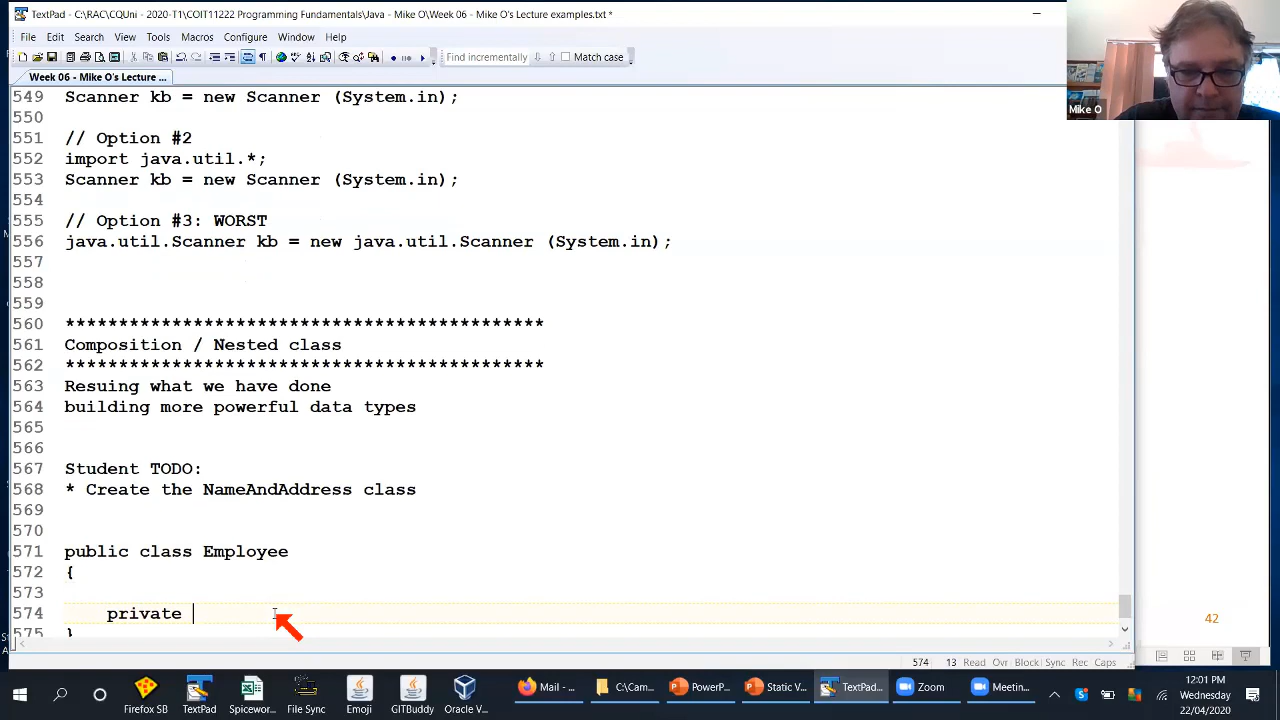 TextPad - C:\RAC\CQUni - 2020-T1\COIT11222 Programming Fundamentals\Java - Mike O\Week 06 - Mike O's Lecture examples.txt *
File Edit Search View Tools Macros Configure Window Help
Find incrementally Match case
Week 06 - Mike O's Lecture ...
Mike O
549 Scanner kb = new Scanner (System.in);
550
551 // Option #2
552 import java.util.*;
553 Scanner kb = new Scanner (System.in);
554
555 // Option #3: WORST
556 java.util.Scanner kb = new java.util.Scanner (System.in);
557
558
559
560 *********************************************
561 Composition / Nested class
562 *********************************************
563 Resuing what we have done
564 building more powerful data types
565
566
567 Student TODO:
568 * Create the NameAndAddress class
569
570
571 public class Employee
572 {
573
574 private
575 }
42
574 13 Read Ovr Block Sync Rec Caps
Firefox SB
TextPad
Spicewor...
File Sync
Emoji
GITBuddy
Oracle V...
Mail - ...
C:\Cam...
PowerP...
Static V...
TextPad...
Zoom
Meetin...
12:01 PM
Wednesday
22/04/2020